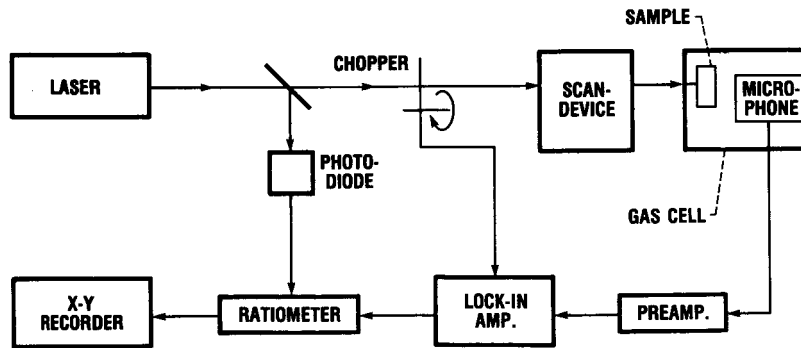 SAMPLE
LASER
CHOPPER
SCAN-
DEVICE
MICRO-
PHONE
PHOTO-
DIODE
GAS CELL
X-Y
RECORDER
RATIOMETER
LOCK-IN
AMP.
PREAMP.